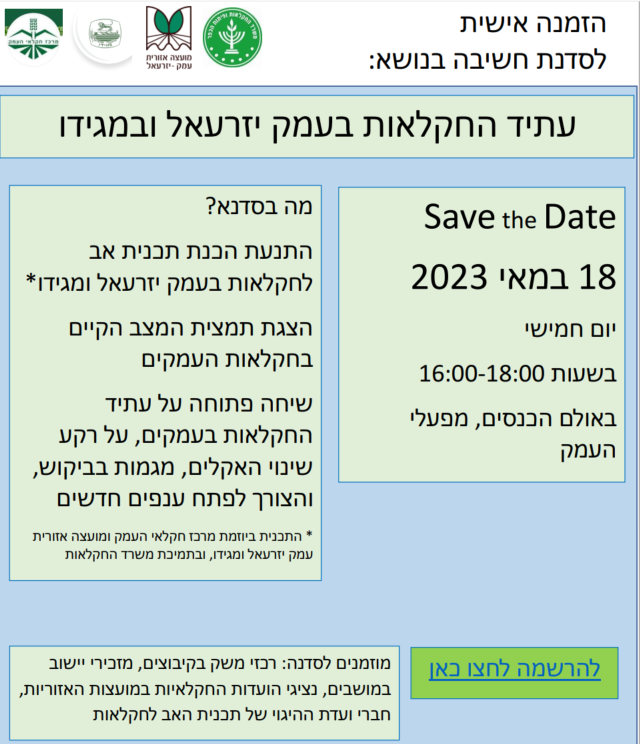 הזמנה אישית
לסדנת חשיבה בנושא:
מועצה אזורית
עמק -יזרעאל
מרכז חקלאי העמק
עתיד החקלאות בעמק יזרעאל ובמגידו
Save the Date
18 במאי 2023
יום חמישי
בשעות 16:00-18:00
באולם הכנסים, מפעלי
העמק
מה בסדנא?
התנעת הכנת תכנית אב
לחקלאות בעמק יזרעאל ומגידו*
הצגת תמצית המצב הקיים
בחקלאות העמקים
שיחה פתוחה על עתיד
החקלאות בעמקים, על רקע
שינוי האקלים, מגמות בביקוש,
והצורך לפתח ענפים חדשים
* התכנית ביוזמת מרכז חקלאי העמק ומועצה אזורית
עמק יזרעאל ומגידו, ובתמיכת משרד החקלאות
להרשמה לחצו כאן
מוזמנים לסדנה: רכזי משק בקיבוצים, מזכירי יישוב
במושבים, נציגי הועדות החקלאיות במועצות האזוריות,
חברי ועדת ההיגוי של תכנית האב לחקלאות